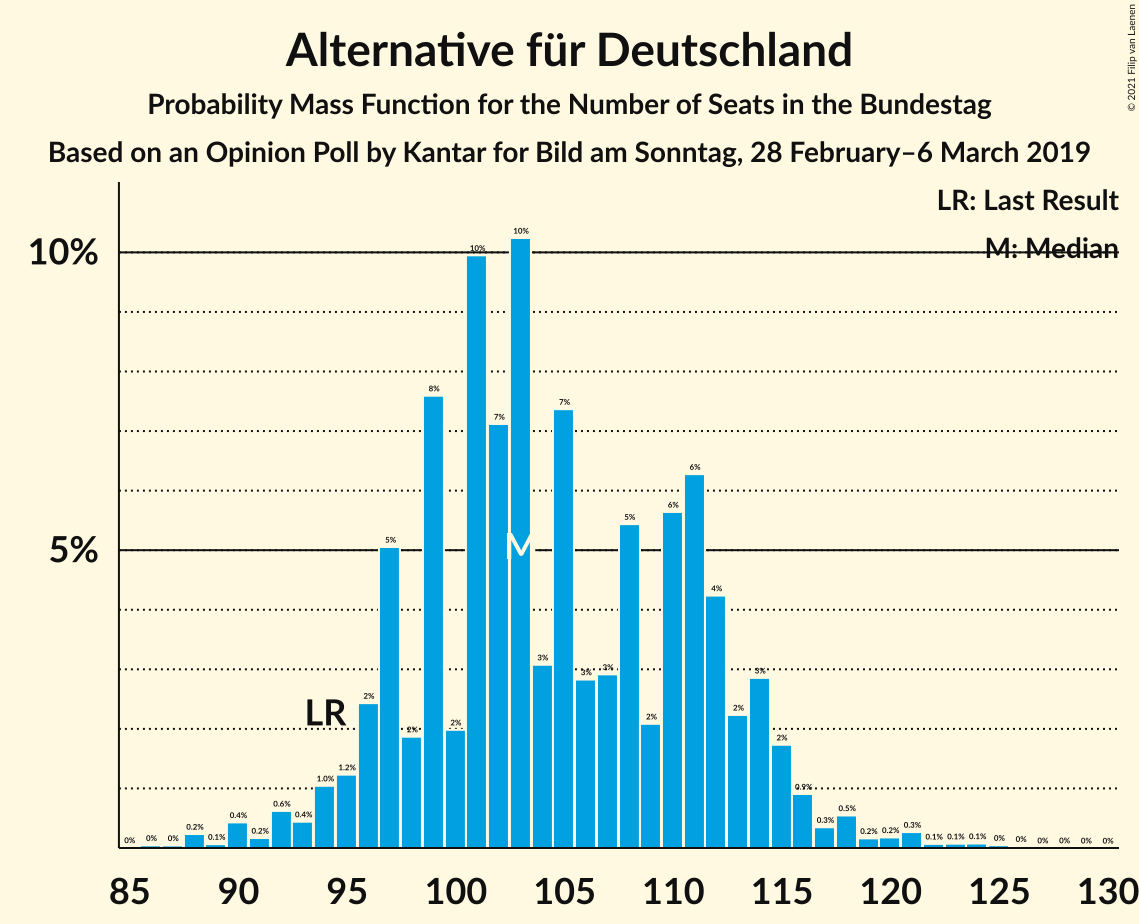 © 2021 Filip van Laenen
Alternative für Deutschland
Probability Mass Function for the Number of Seats in the Bundestag
Based on an Opinion Poll by Kantar for Bild am Sonntag, 28 February–6 March 2019
LR: Last Result
M: Median
10%
5%
LR
M
0% 0% 0% 0.2% 0.1% 0.4% 0.2% 0.6% 0.4% 1.0% 1.2% 2% 5% 2% 8% 2% 10% 7% 10% 3% 7% 3% 3% 5% 2% 6% 6% 4% 2% 3% 2% 0.9% 0.3% 0.5% 0.2% 0.2% 0.3% 0.1% 0.1% 0.1% 0% 0% 0% 0% 0% 0%
85 90 95 100 105 110 115 120 125 130